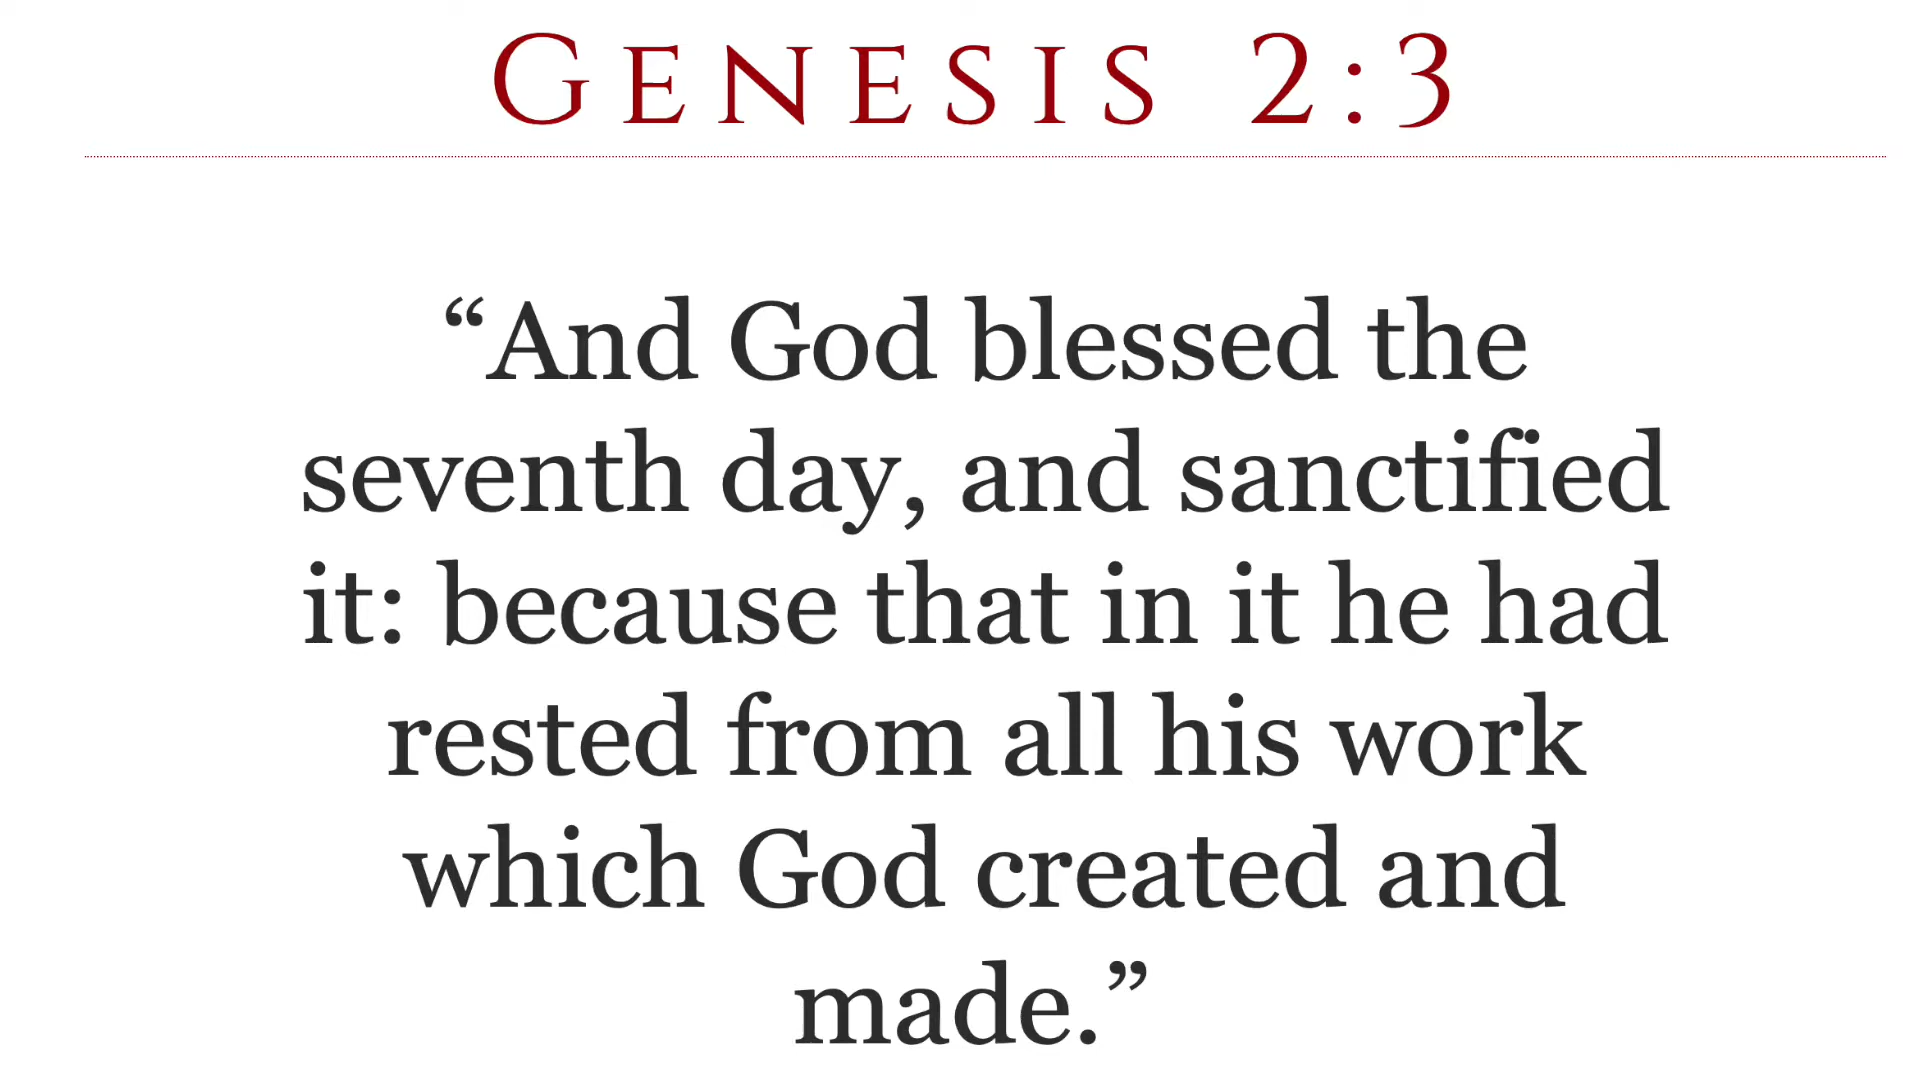 GENESIS 2:3
“And God blessed the
seventh day, and sanctified
it: because that in it he had
rested from all his work
which God created and
made.”